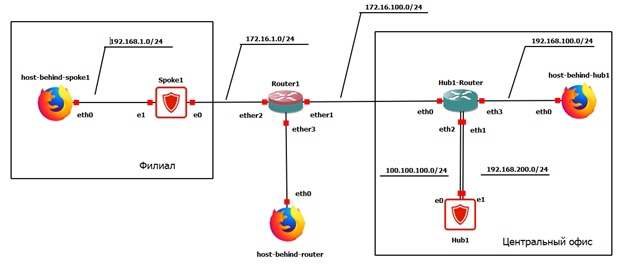 172.16.100.0/24
192.168.1.0/24
172.16.1.0/24
192.168.100.0/24
host-behind-spoke1
Spoke1
Router1
Hub1-Router
host-behind-hub1
eth0
e1
e0
ether2
ether1
ether3
eth0
eth3
eth0
eth2
eth1
Филиал
100.100.100.0/24
192.168.200.0/24
eth0
e0
e1
host-behind-router
Hub1
Центральный офис